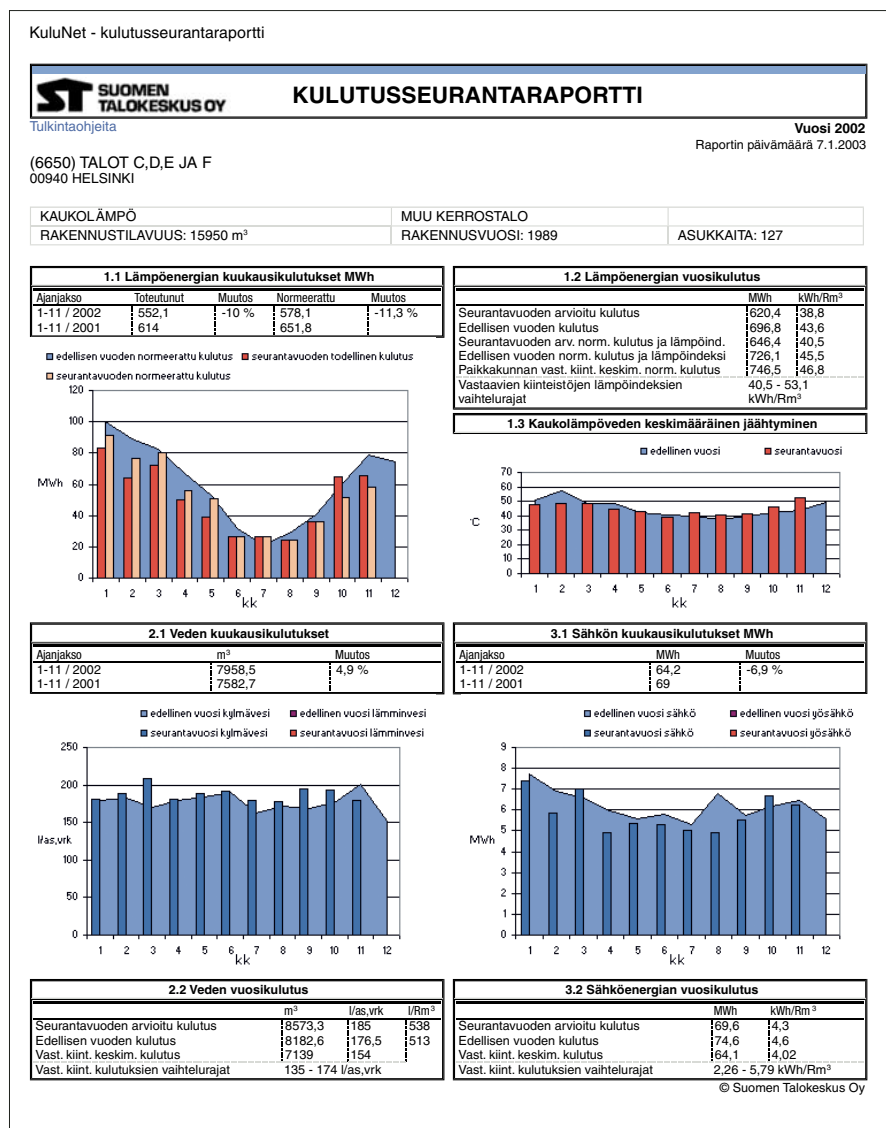 KuluNet - kulutusseurantaraportti
ST SUOMEN TALOKESKUS OY
KULUTUSSEURANTARAPORTTI
Tulkintaohjeita
Vuosi 2002
Raportin päivämäärä 7.1.2003
(6650) TALOT C,D,E JA F
00940 HELSINKI
KAUKOLÄMPÖ MUU KERROSTALO
RAKENNUSTILAVUUS: 15950 m³ RAKENNUSVUOSI: 1989 ASUKKAITA: 127
1.1 Lämpöenergian kuukausikulutukset MWh
Ajanjakso Toteutunut Muutos Normeerattu Muutos
1-11 / 2002 552,1 -10 % 578,1 -11,3 %
1-11 / 2001 614 651,8
edellisen vuoden normeerattu kulutus seurantavuoden todellinen kulutus
seurantavuoden normeerattu kulutus
120
100
80
60
40
20
0
MWh
1 2 3 4 5 6 7 8 9 10 11 12
kk
1.2 Lämpöenergian vuosikulutus
MWh kWh/Rm³
Seurantavuoden arvioitu kulutus 620,4 38,8
Edellisen vuoden kulutus 696,8 43,6
Seurantavuoden arv. norm. kulutus ja lämpöind. 646,4 40,5
Edellisen vuoden norm. kulutus ja lämpöindeksi 726,1 45,5
Paikkakunnan vast. kiint. keskim. norm. kulutus 746,5 46,8
Vastaavien kiinteistöjen lämpöindeksien 40,5 - 53,1
vaihtelurajat kWh/Rm³
1.3 Kaukolämpöveden keskimääräinen jäähtyminen
edellinen vuosi seurantavuosi
70
60
50
40
30
20
10
0
°C
1 2 3 4 5 6 7 8 9 10 11 12
kk
2.1 Veden kuukausikulutukset
Ajanjakso m³ Muutos
1-11 / 2002 7958,5 4,9 %
1-11 / 2001 7582,7
edellinen vuosi kylmävesi edellinen vuosi lämminvesi
seurantavuosi kylmävesi seurantavuosi lämminvesi
250
200
150
100
50
0
l/as,vrk
1 2 3 4 5 6 7 8 9 10 11 12
kk
3.1 Sähkön kuukausikulutukset MWh
Ajanjakso MWh Muutos
1-11 / 2002 64,2 -6,9 %
1-11 / 2001 69
edellinen vuosi sähkö edellinen vuosi yösähkö
seurantavuosi sähkö seurantavuosi yösähkö
9
8
7
6
5
4
3
2
1
0
MWh
1 2 3 4 5 6 7 8 9 10 11 12
kk
2.2 Veden vuosikulutus
m³ l/as,vrk l/Rm³
Seurantavuoden arvioitu kulutus 8573,3 185 538
Edellisen vuoden kulutus 8182,6 176,5 513
Vast. kiint. keskim. kulutus 7139 154
Vast. kiint. kulutuksien vaihtelurajat 135 - 174 l/as,vrk
3.2 Sähköenergian vuosikulutus
MWh kWh/Rm³
Seurantavuoden arvioitu kulutus 69,6 4,3
Edellisen vuoden kulutus 74,6 4,6
Vast. kiint. keskim. kulutus 64,1 4,02
Vast. kiint. kulutuksien vaihtelurajat 2,26 - 5,79 kWh/Rm³
© Suomen Talokeskus Oy